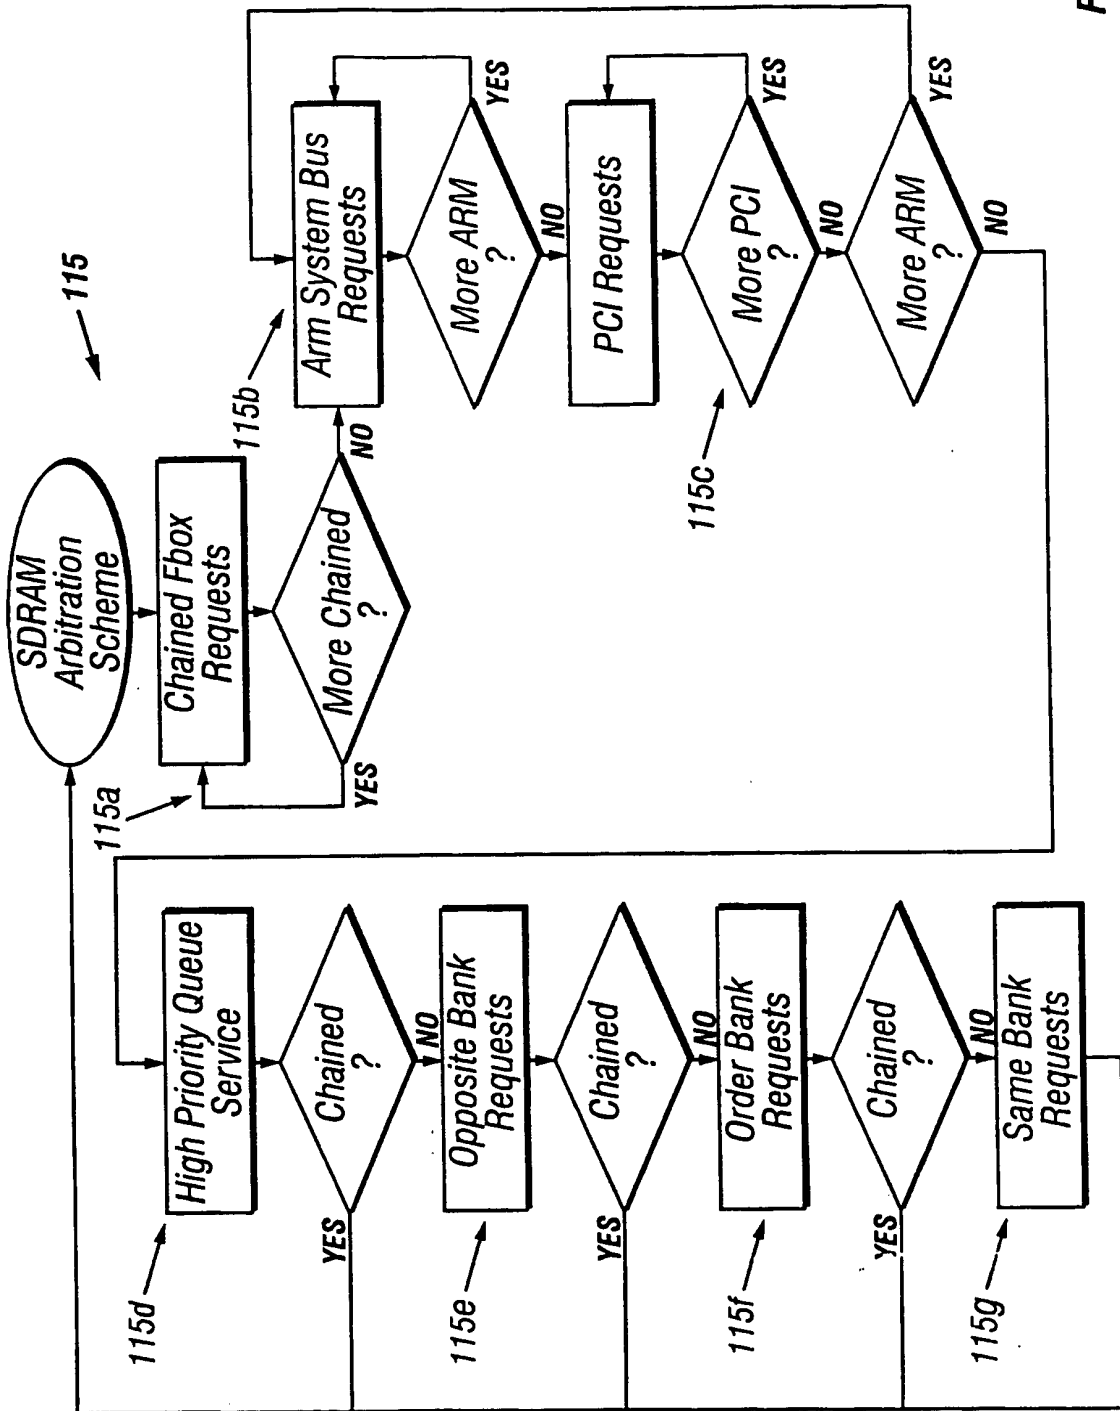 115
SDRAM
Arbitration
Scheme
115a
Chained Fbox
Requests
More Chained
?
YES
NO
115b
Arm System Bus
Requests
More ARM
?
YES
NO
PCI Requests
115c
More PCI
?
YES
NO
More ARM
?
YES
NO
115d
High Priority Queue
Service
Chained
?
YES
NO
115e
Opposite Bank
Requests
Chained
?
YES
NO
115f
Order Bank
Requests
Chained
?
YES
NO
115g
Same Bank
Requests